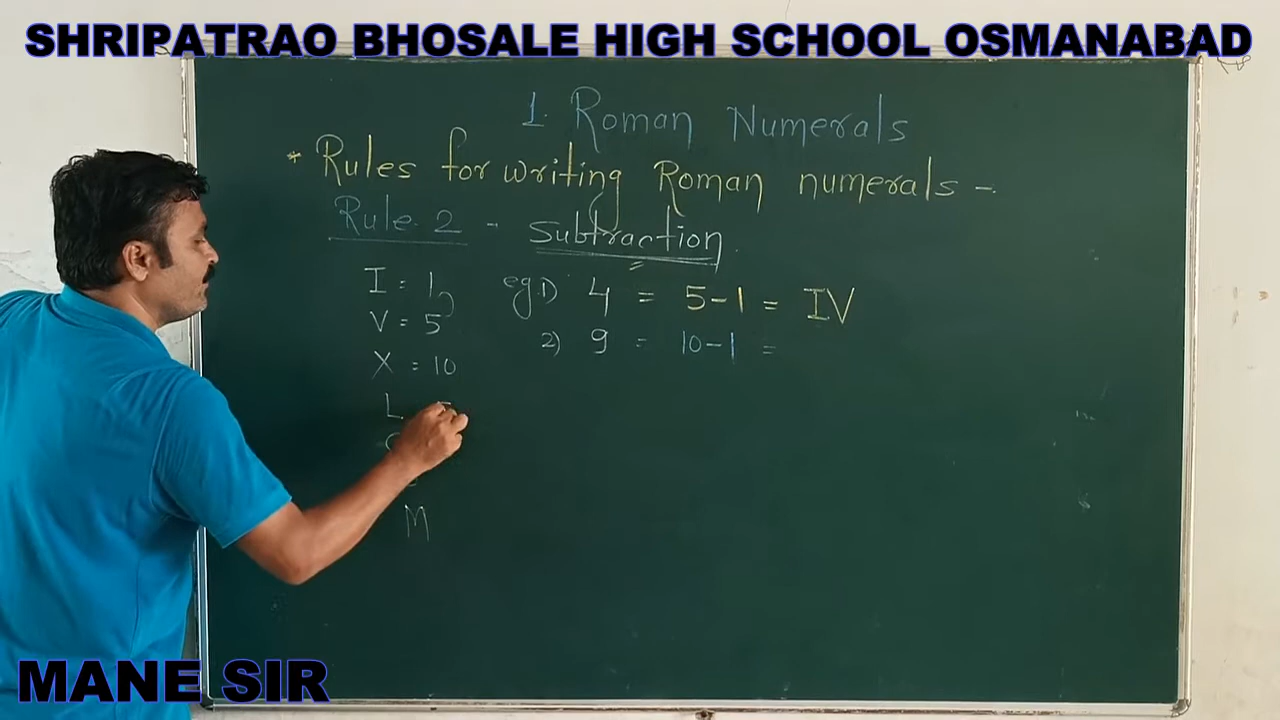 SHRIPATRAO BHOSALE HIGH SCHOOL OSMANABAD
1. Roman Numerals
* Rules for writing Roman numerals -
Rule. 2 - Subtraction
I = 1 eg.1) 4 = 5-1 = IV
V = 5 2) 9 = 10-1 =
X = 10
L
M
MANE SIR